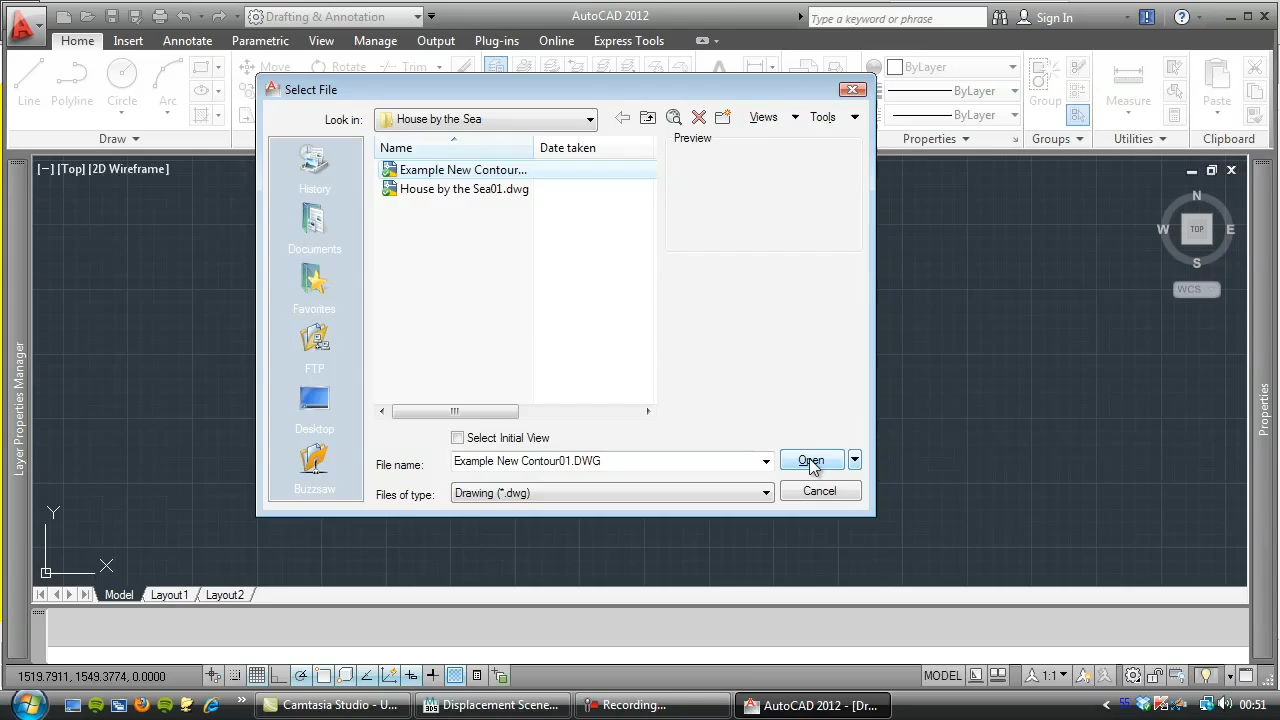 Drafting & Annotation
AutoCAD 2012
Type a keyword or phrase
Sign In
Home Insert Annotate Parametric View Manage Output Plug-ins Online Express Tools
Move Rotate Trim
ByLayer
ByLayer
ByLayer
Line Polyline Circle Arc
Group Measure Paste
Draw Properties Groups Utilities Clipboard
Select File
Look in: House by the Sea
Views Tools
Name Date taken
Preview
Example New Contour...
House by the Sea01.dwg
History
Documents
Favorites
FTP
Desktop
Buzzsaw
Select Initial View
File name: Example New Contour01.DWG
Open
Files of type: Drawing (*.dwg)
Cancel
[−] [Top] [2D Wireframe]
N
W TOP E
S
WCS
Layer Properties Manager
Properties
Y
X
Model Layout1 Layout2
1519.7911, 1549.3774, 0.0000
MODEL
1:1
Camtasia Studio - U...
Displacement Scene...
Recording...
AutoCAD 2012 - [Dr...
55
00:51